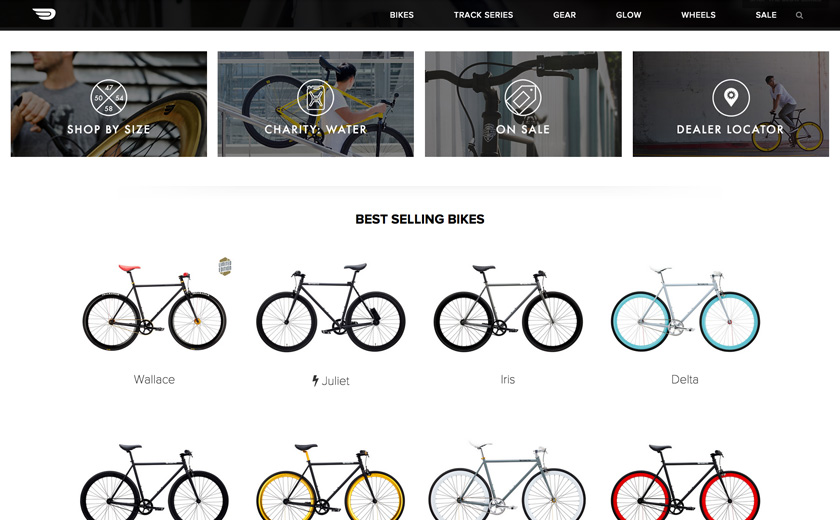 BIKES TRACK SERIES GEAR GLOW WHEELS SALE
47
50 54
58
SHOP BY SIZE
CHARITY: WATER
ON SALE
DEALER LOCATOR
BEST SELLING BIKES
Wallace
Juliet
Iris
Delta